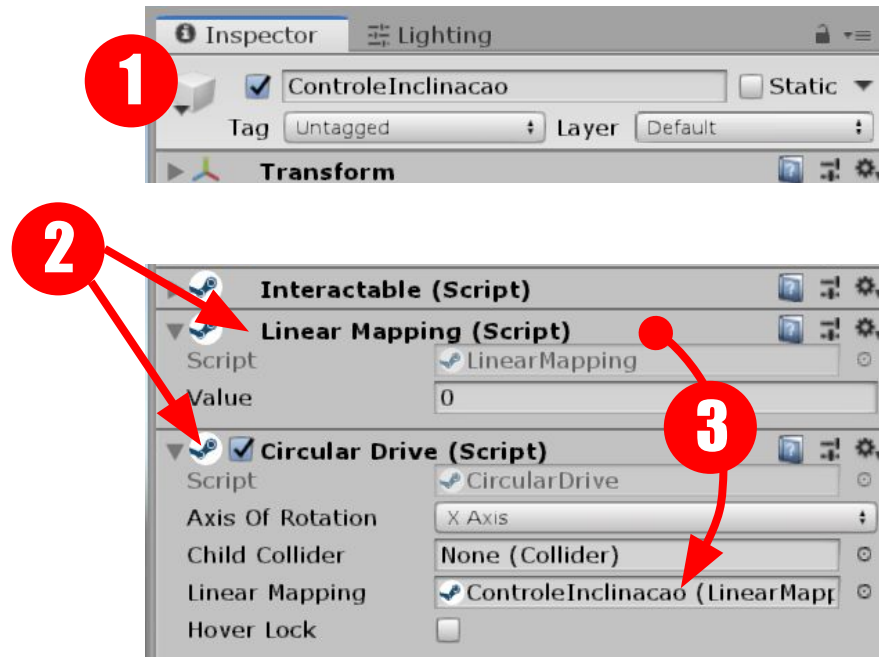 Inspector Lighting
1
ControleInclinacao Static
Tag Untagged Layer Default
Transform
2
Interactable (Script)
Linear Mapping (Script)
Script LinearMapping
Value 0
3
Circular Drive (Script)
Script CircularDrive
Axis Of Rotation X Axis
Child Collider None (Collider)
Linear Mapping ControleInclinacao (LinearMapp
Hover Lock